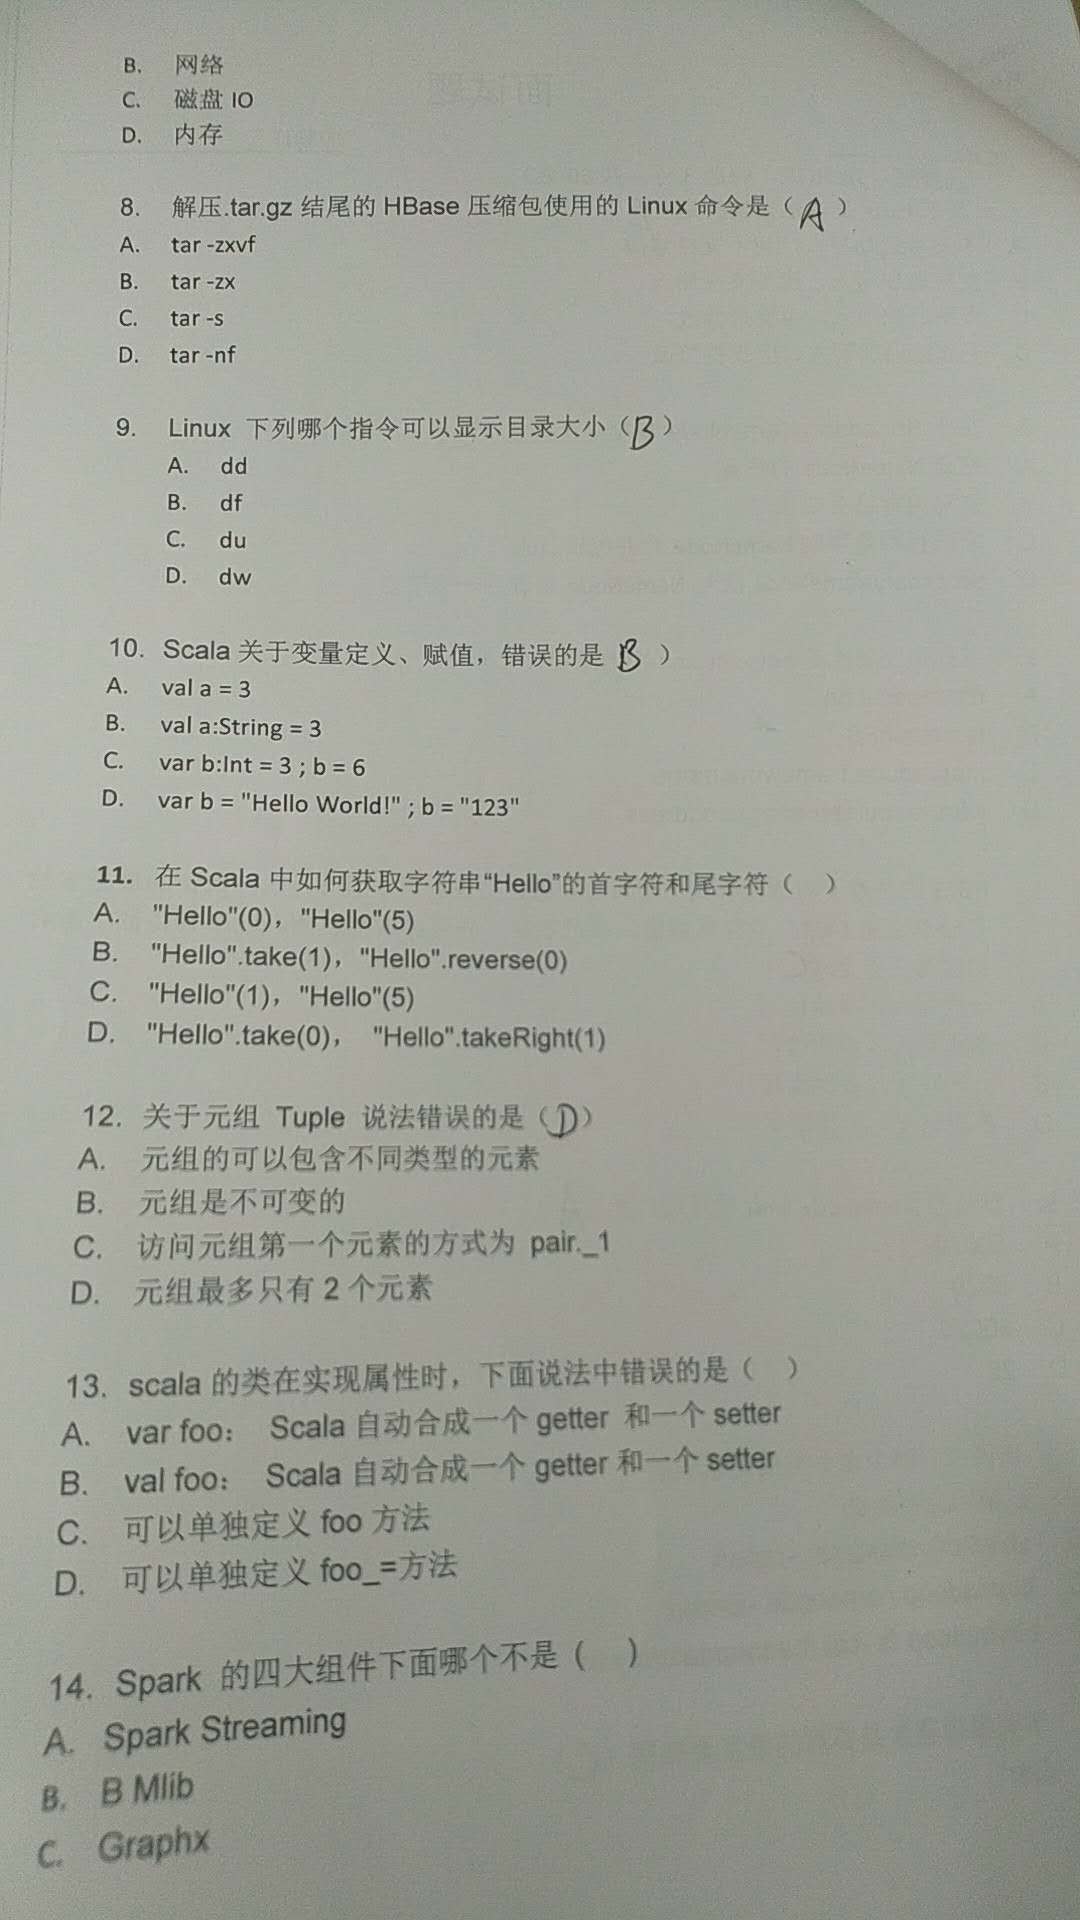 B. 网络
C. 磁盘 IO
D. 内存
8. 解压.tar.gz 结尾的 HBase 压缩包使用的 Linux 命令是（ A ）
A. tar -zxvf
B. tar -zx
C. tar -s
D. tar -nf
9. Linux 下列哪个指令可以显示目录大小（B）
A. dd
B. df
C. du
D. dw
10. Scala 关于变量定义、赋值，错误的是 B ）
A. val a = 3
B. val a:String = 3
C. var b:Int = 3 ; b = 6
D. var b = "Hello World!" ; b = "123"
11. 在 Scala 中如何获取字符串“Hello”的首字符和尾字符（ ）
A. "Hello"(0)，"Hello"(5)
B. "Hello".take(1)，"Hello".reverse(0)
C. "Hello"(1)，"Hello"(5)
D. "Hello".take(0)， "Hello".takeRight(1)
12. 关于元组 Tuple 说法错误的是（D）
A. 元组的可以包含不同类型的元素
B. 元组是不可变的
C. 访问元组第一个元素的方式为 pair._1
D. 元组最多只有 2 个元素
13. scala 的类在实现属性时，下面说法中错误的是（ ）
A. var foo： Scala 自动合成一个 getter 和一个 setter
B. val foo： Scala 自动合成一个 getter 和一个 setter
C. 可以单独定义 foo 方法
D. 可以单独定义 foo_=方法
14. Spark 的四大组件下面哪个不是（ ）
A. Spark Streaming
B. B Mlib
C. Graphx